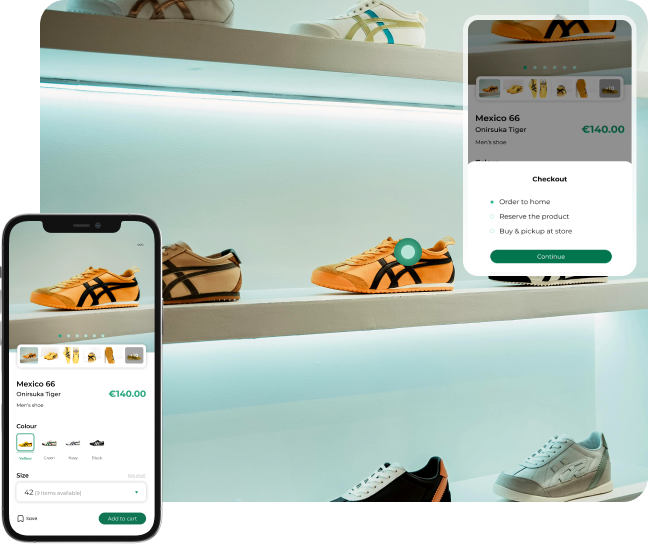 Mexico 66
Onirsuka Tiger
€140.00
Men's shoe
Checkout
Order to home
Reserve the product
Buy & pickup at store
Continue
Mexico 66
Onirsuka Tiger
€140.00
Men's shoe
Colour
Yellow
Green
Navy
Black
Size
42 (9 items available)
Save
Add to cart